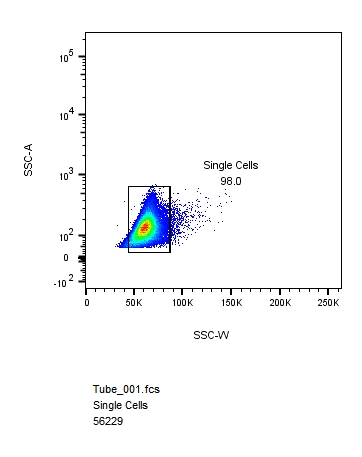 10^5
10^4
SSC-A
10^3
Single Cells
98.0
10^2
0
-10^2
0 50K 100K 150K 200K 250K
SSC-W
Tube_001.fcs
Single Cells
56229